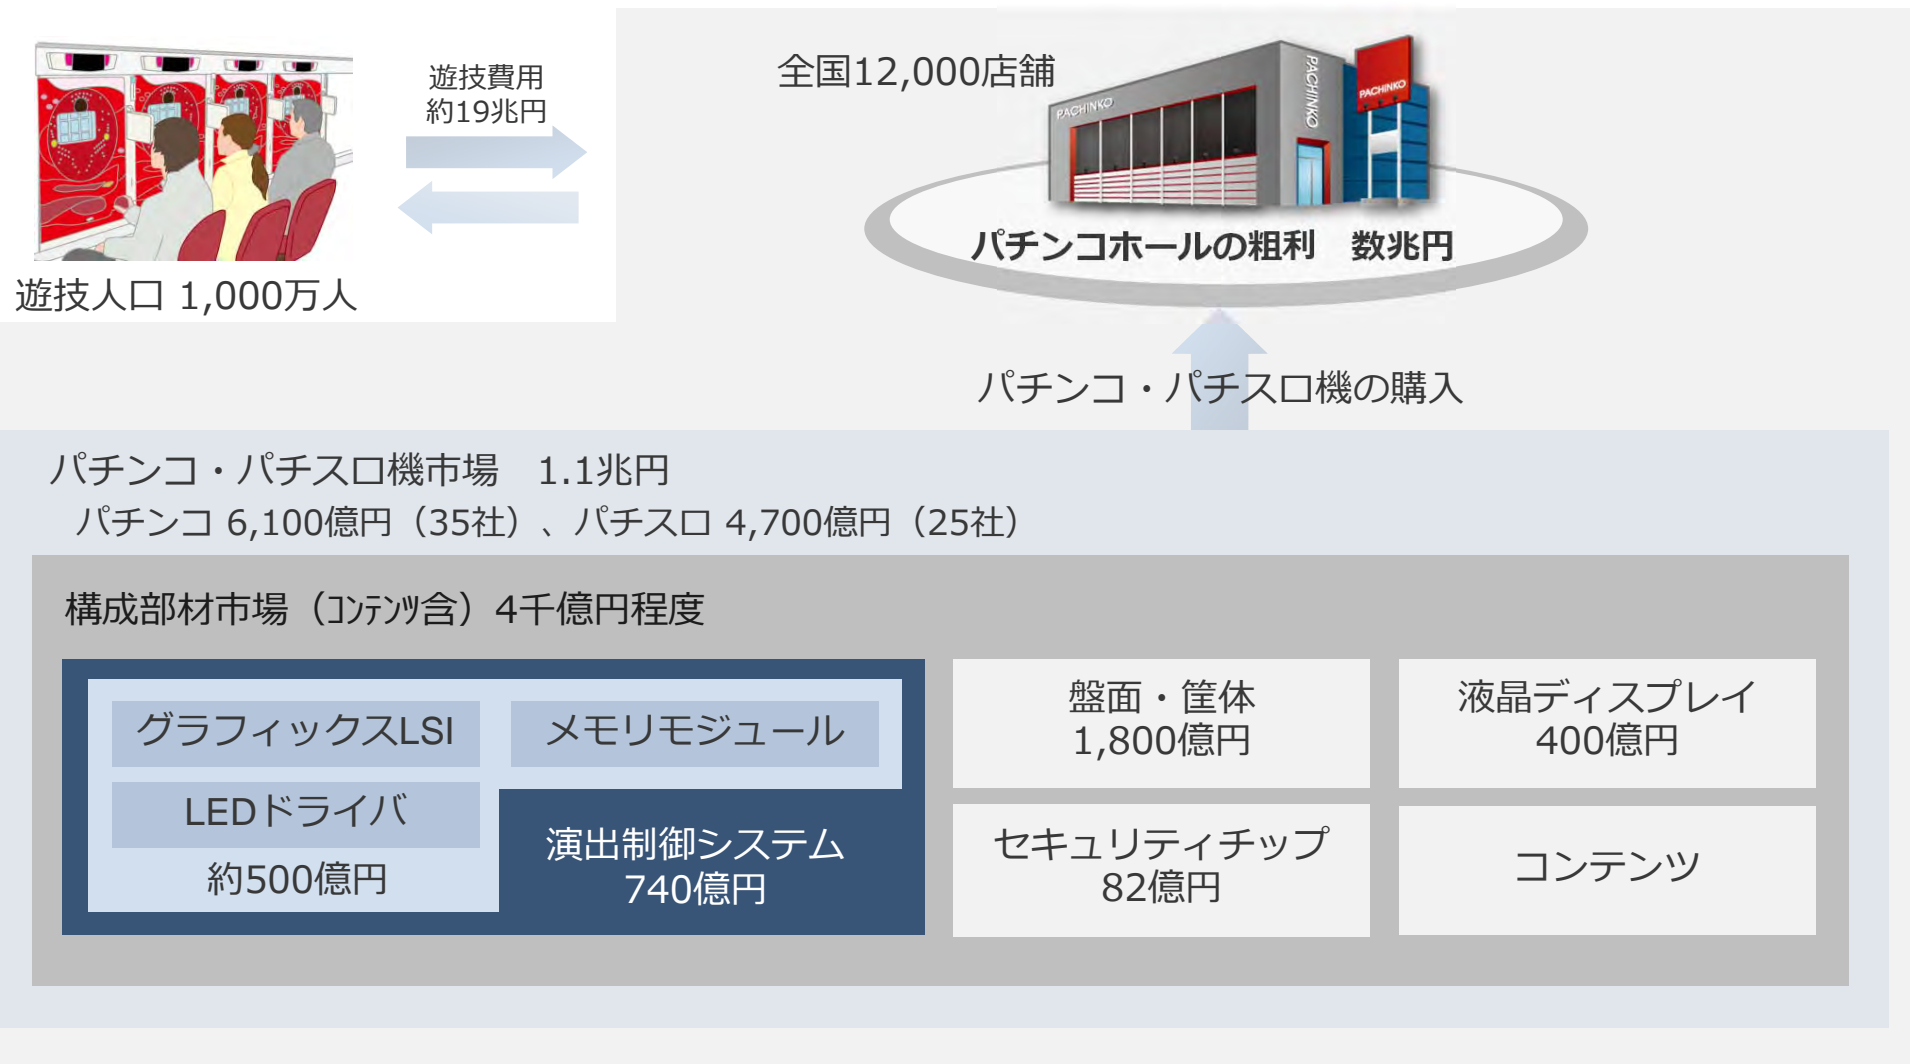 遊技費用
約19兆円
全国12,000店舗
PACHINKO
PACHINKO
PACHINKO
パチンコホールの粗利　数兆円
遊技人口 1,000万人
パチンコ・パチスロ機の購入
パチンコ・パチスロ機市場　1.1兆円
パチンコ 6,100億円（35社）、パチスロ 4,700億円（25社）
構成部材市場（ｺﾝﾃﾝﾂ含）4千億円程度
グラフィックスLSI
メモリモジュール
LEDドライバ
約500億円
演出制御システム
740億円
盤面・筐体
1,800億円
液晶ディスプレイ
400億円
セキュリティチップ
82億円
コンテンツ